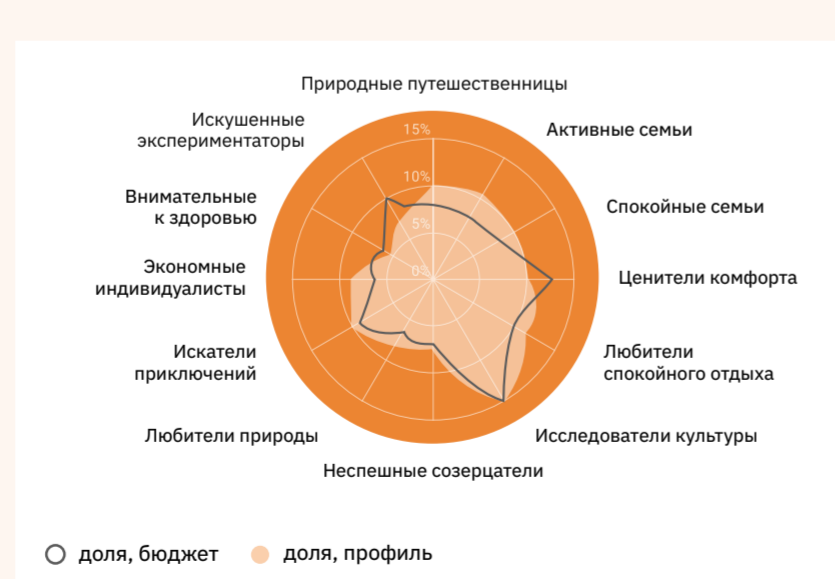 Природные путешественницы
Искушенные
экспериментаторы
15%
Активные семьи
10%
Внимательные
к здоровью
Спокойные семьи
5%
Экономные
индивидуалисты
0%
Ценители комфорта
Искатели
приключений
Любители
спокойного отдыха
Любители природы
Исследователи культуры
Неспешные созерцатели
доля, бюджет
доля, профиль